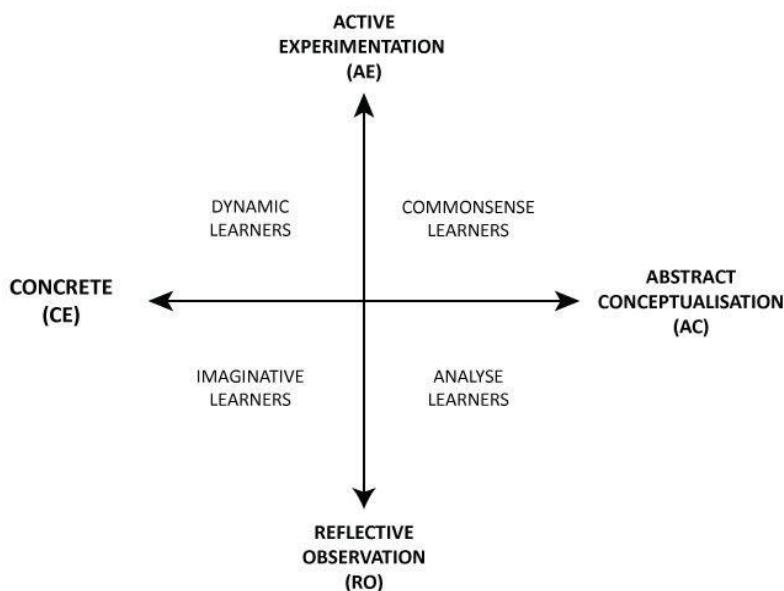 ACTIVE
EXPERIMENTATION
(AE)
DYNAMIC
LEARNERS
COMMONSENSE
LEARNERS
CONCRETE
(CE)
ABSTRACT
CONCEPTUALISATION
(AC)
IMAGINATIVE
LEARNERS
ANALYSE
LEARNERS
REFLECTIVE
OBSERVATION
(RO)